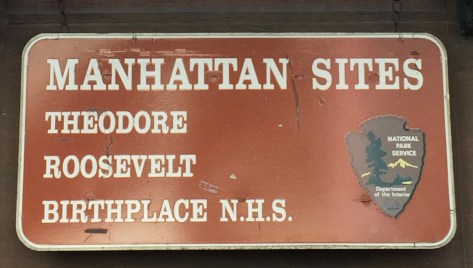 MANHATTAN SITES
THEODORE
ROOSEVELT
BIRTHPLACE N.H.S.
NATIONAL
PARK
SERVICE
Department
of the Interior